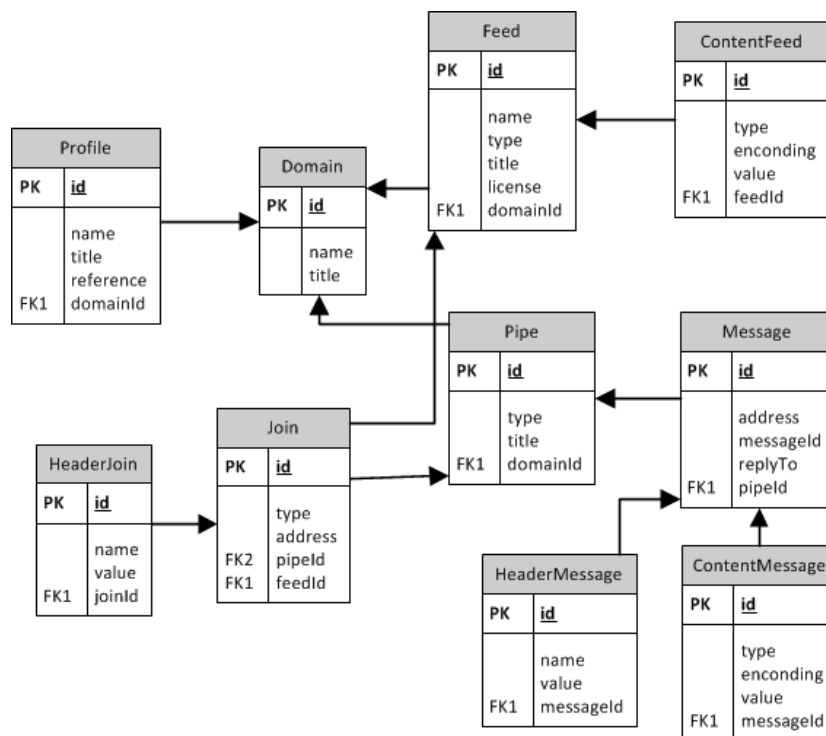 Feed
PK id
name
type
title
license
FK1 domainId
ContentFeed
PK id
type
enconding
value
FK1 feedId
Profile
PK id
name
title
reference
FK1 domainId
Domain
PK id
name
title
Pipe
PK id
type
title
FK1 domainId
Message
PK id
address
messageId
replyTo
FK1 pipeId
Join
PK id
type
address
FK2 pipeId
FK1 feedId
HeaderJoin
PK id
name
value
FK1 joinId
HeaderMessage
PK id
name
value
FK1 messageId
ContentMessage
PK id
type
enconding
value
FK1 messageId